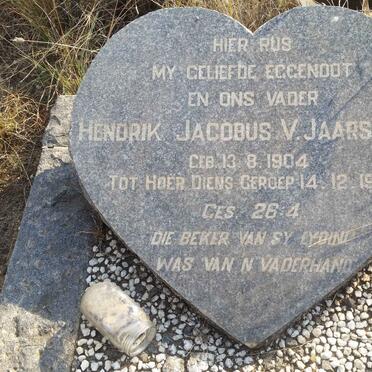 HIER RUS
MY GELIEFDE EGGENOOT
EN ONS VADER
HENDRIK JACOBUS V. JAARS
GEB. 13.8.1904
TOT HOËR DIENS GEROEP 14.12.19
GES. 26:4
DIE BEKER VAN SY LYDING
WAS VAN N VADERHAND